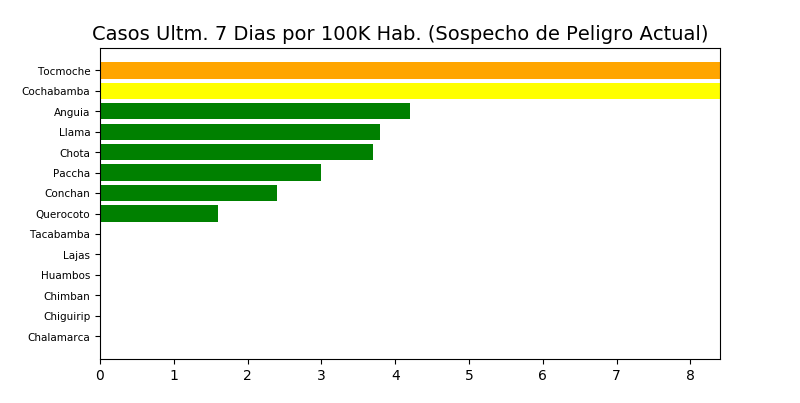 Casos Ultm. 7 Dias por 100K Hab. (Sospecho de Peligro Actual)
Tocmoche
Cochabamba
Anguia
Llama
Chota
Paccha
Conchan
Querocoto
Tacabamba
Lajas
Huambos
Chimban
Chiguirip
Chalamarca
0 1 2 3 4 5 6 7 8